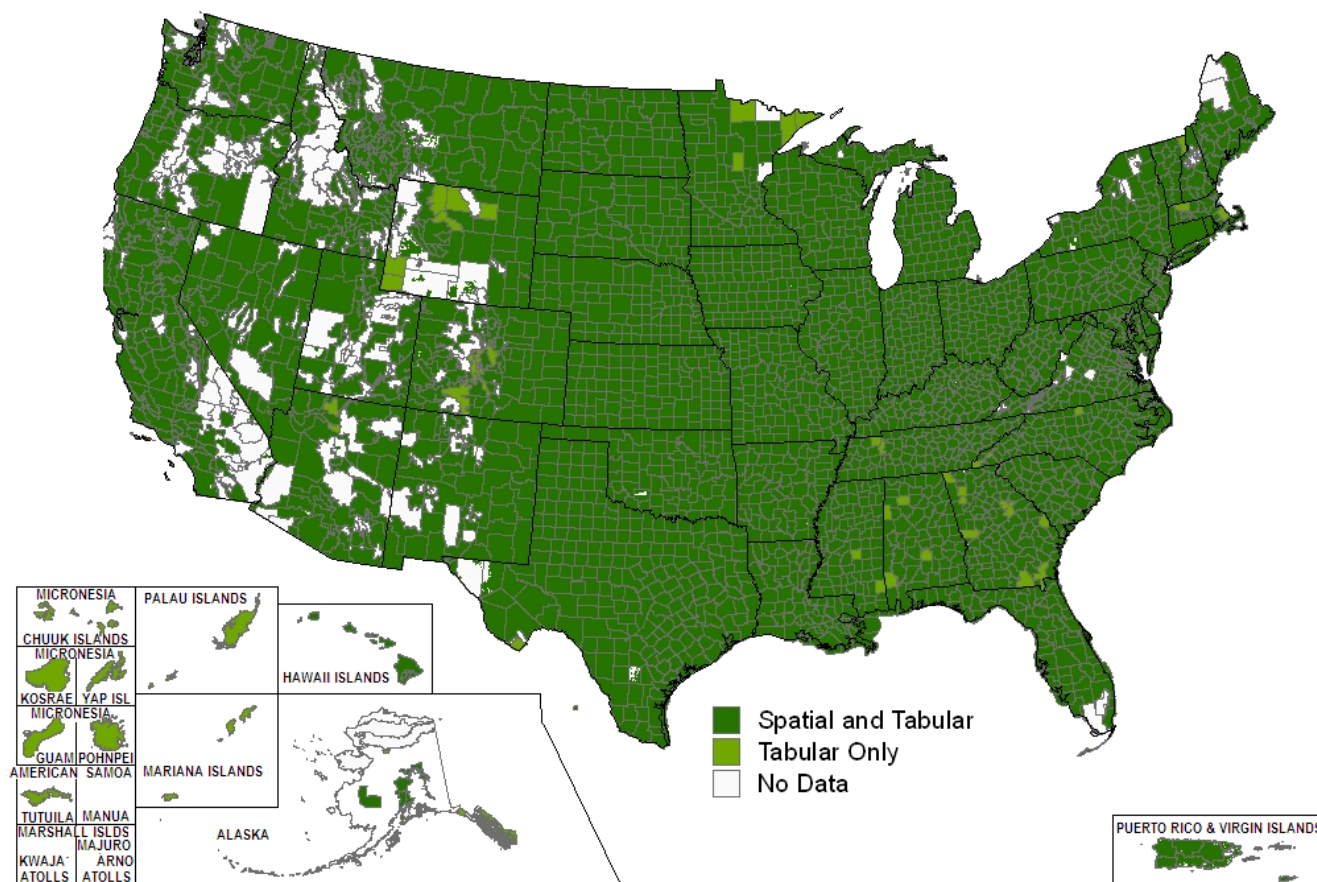 MICRONESIA
CHUUK ISLANDS
MICRONESIA
KOSRAE
YAP ISL
MICRONESIA
GUAM
POHNPEI
AMERICAN SAMOA
TUTUILA
MANUA
MARSHALL ISLDS
MAJURO
KWAJA
ARNO
ATOLLS
ATOLLS
PALAU ISLANDS
HAWAII ISLANDS
MARIANA ISLANDS
ALASKA
Spatial and Tabular
Tabular Only
No Data
PUERTO RICO & VIRGIN ISLANDS